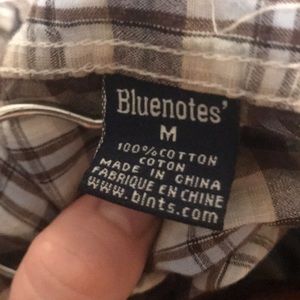 Bluenotes'
M
100% COTTON
COTON
MADE IN CHINA
FABRIQUE EN CHINE
www.blnts.com